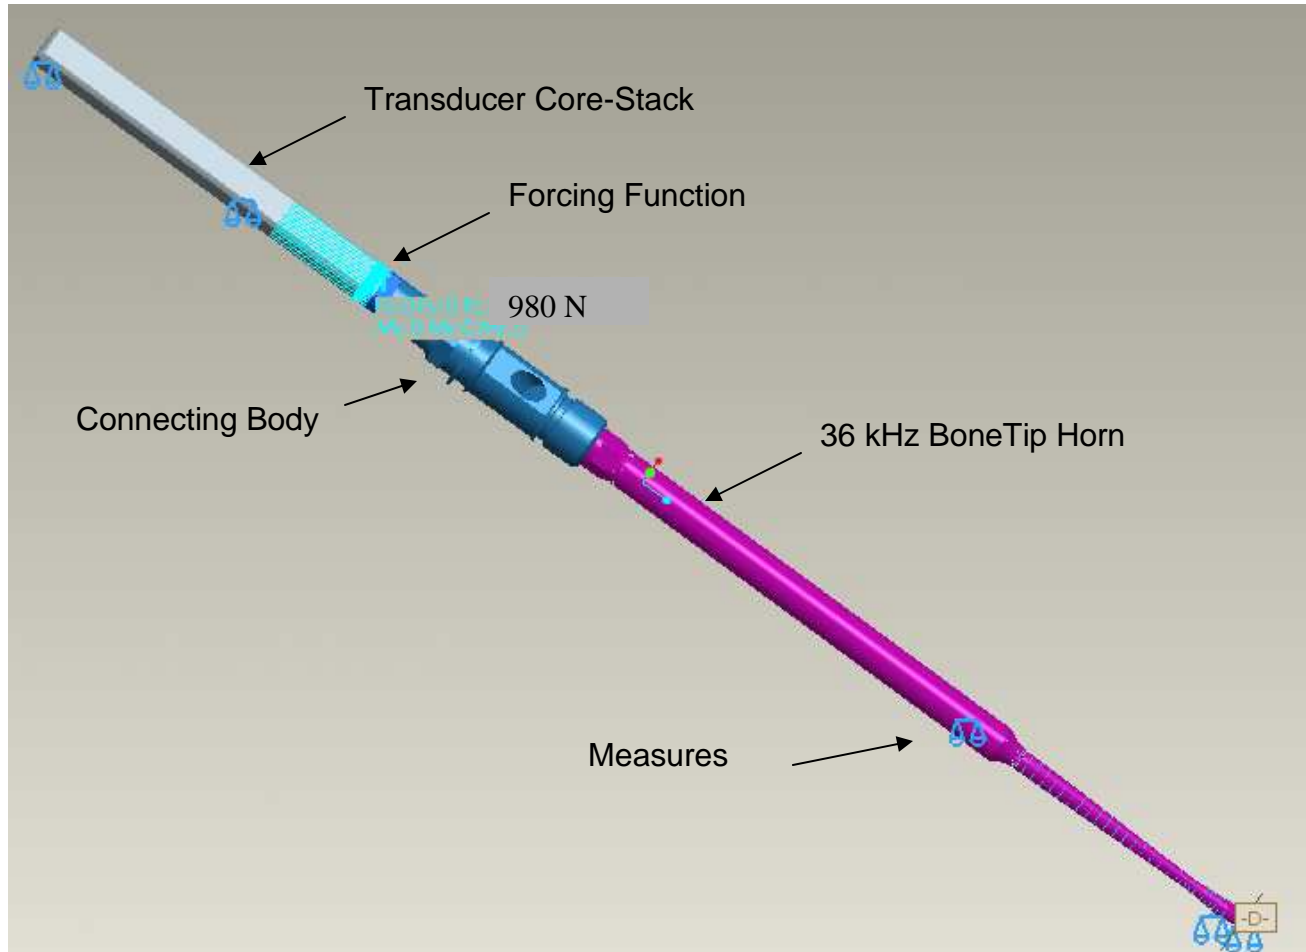 Transducer Core-Stack
Forcing Function
980 N
Connecting Body
36 kHz BoneTip Horn
Measures
-D-